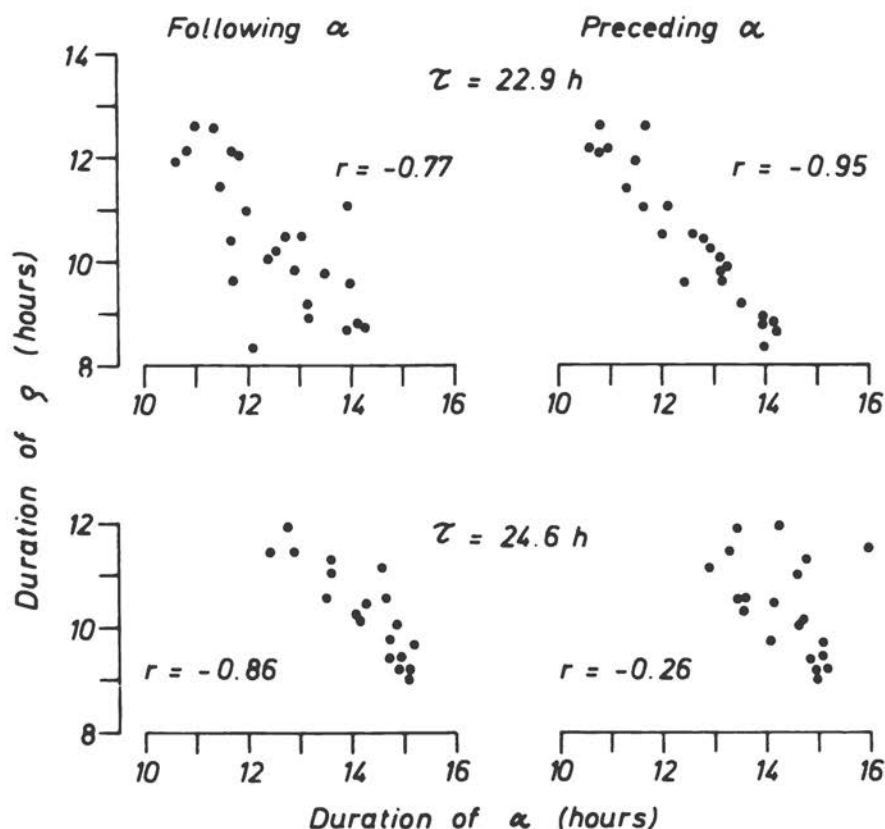 Following α Preceding α
τ = 22.9 h
r = -0.77 r = -0.95
14
12
10
8
10 12 14 16 10 12 14 16
Duration of ρ (hours)
τ = 24.6 h
r = -0.86 r = -0.26
12
10
8
10 12 14 16 10 12 14 16
Duration of α (hours)